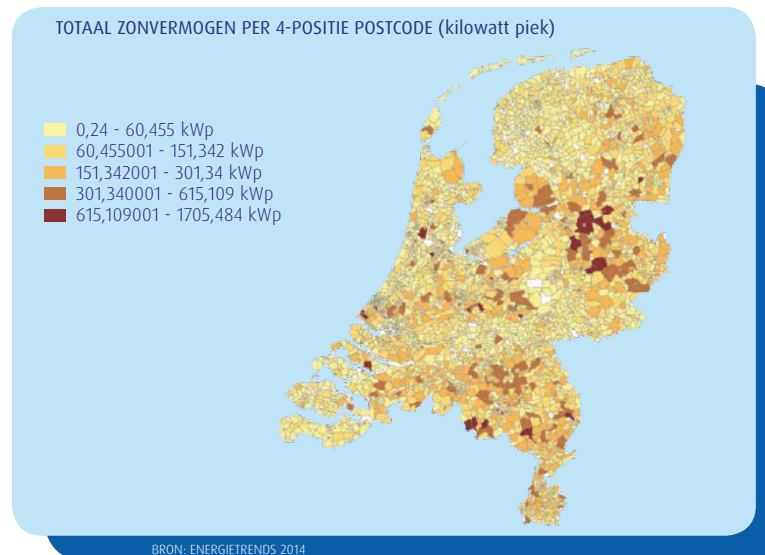 TOTAAL ZONVERMOGEN PER 4-POSITIE POSTCODE (kilowatt piek)
0,24 - 60,455 kWp
60,455001 - 151,342 kWp
151,342001 - 301,34 kWp
301,340001 - 615,109 kWp
615,109001 - 1705,484 kWp
BRON: ENERGIETRENDS 2014